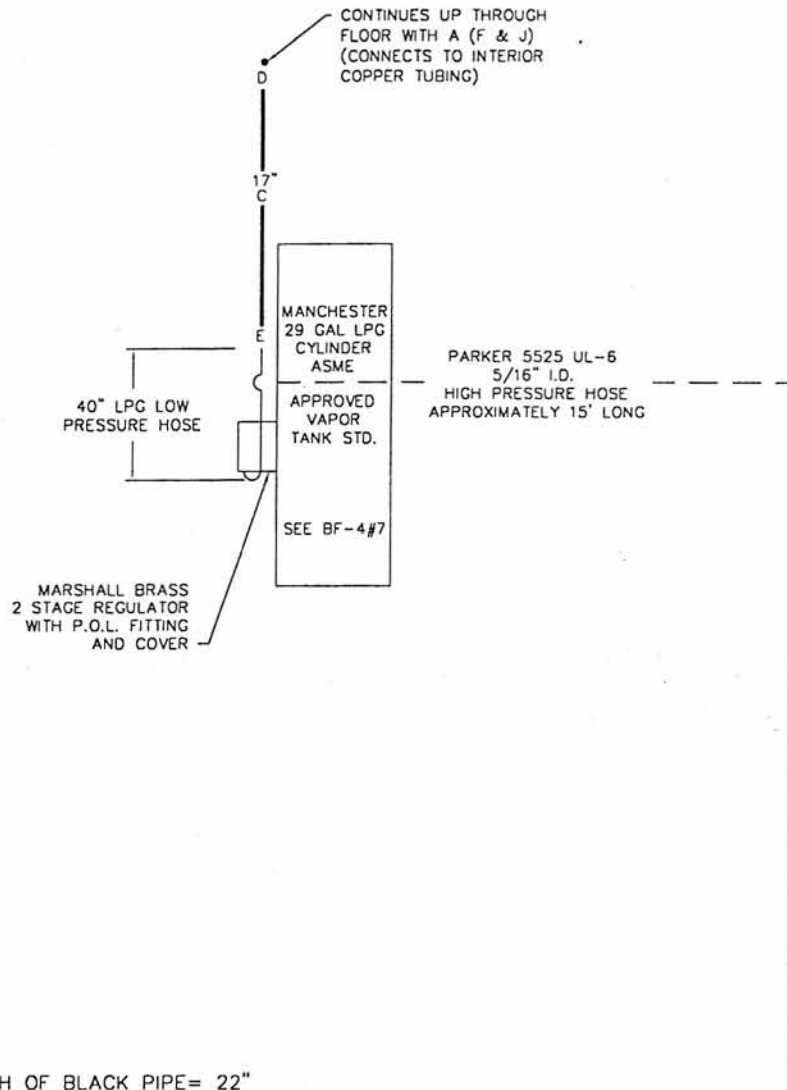 CONTINUES UP THROUGH
FLOOR WITH A (F & J)
(CONNECTS TO INTERIOR
COPPER TUBING)
D
17"
C
E
40" LPG LOW
PRESSURE HOSE
MANCHESTER
29 GAL LPG
CYLINDER
ASME
APPROVED
VAPOR
TANK STD.
SEE BF-4#7
PARKER 5525 UL-6
5/16" I.D.
HIGH PRESSURE HOSE
APPROXIMATELY 15' LONG
MARSHALL BRASS
2 STAGE REGULATOR
WITH P.O.L. FITTING
AND COVER
H OF BLACK PIPE= 22"